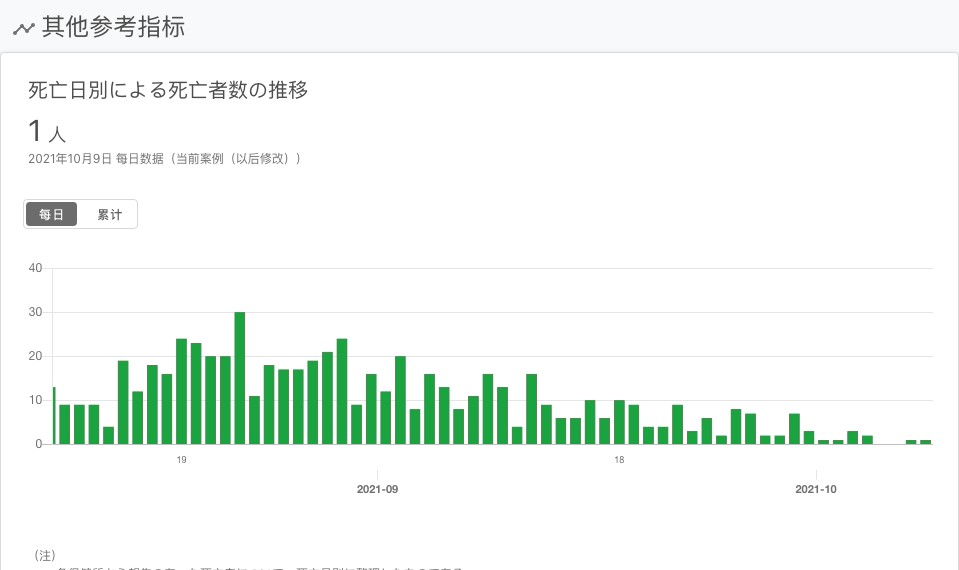 其他参考指标
死亡日別による死亡者数の推移
1 人
2021年10月9日 每日数据（当前案例（以后修改））
每日 累计
40
30
20
10
0
19 18
2021-09 2021-10
（注）